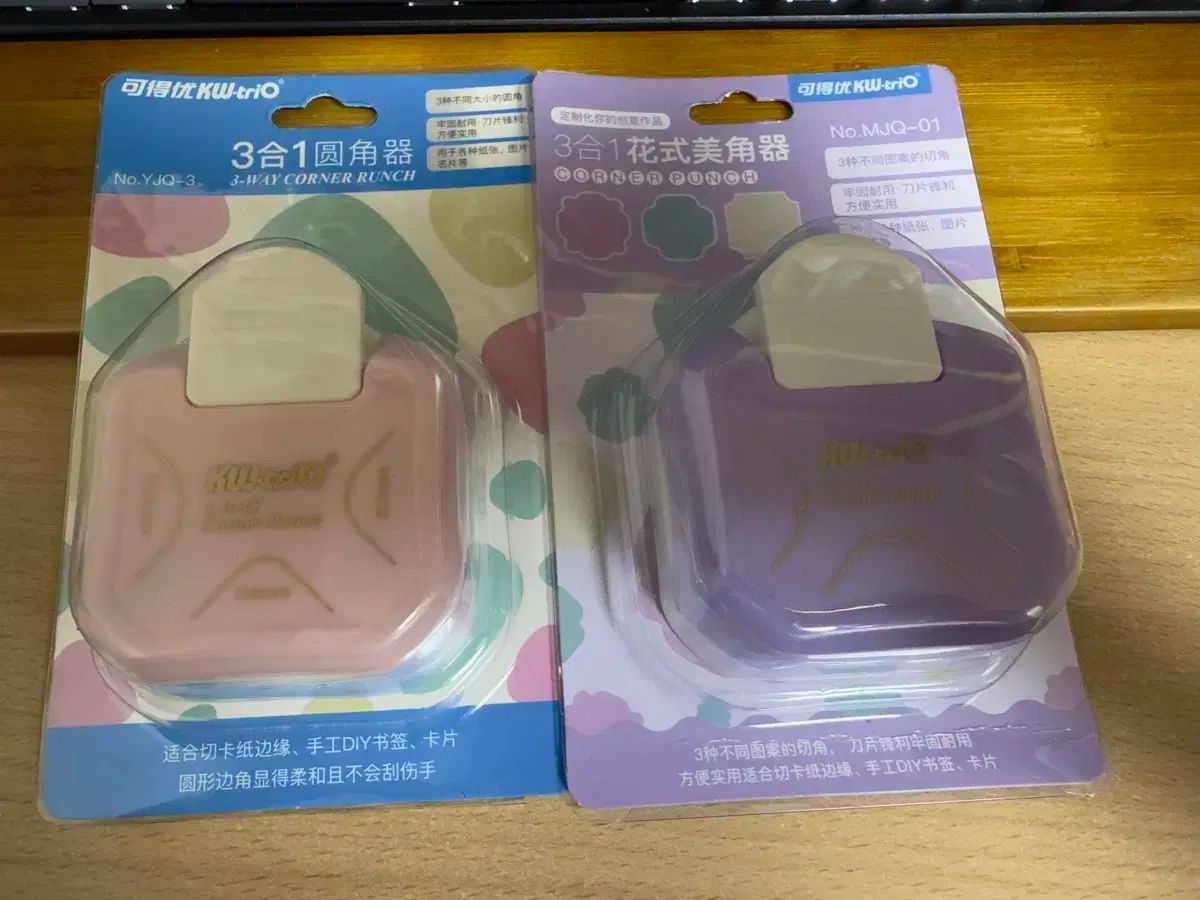 可得优KW-triO®
3种不同大小的圆角
牢固耐用·刀片锋利
方便实用
用于各种纸张、图片
名片等
3合1圆角器
3-WAY CORNER RUNCH
No.YJQ-3
KW-triO®
Corner Punch
适合切卡纸边缘、手工DIY书签、卡片
圆形边角显得柔和且不会刮伤手
可得优KW-triO®
定制化你的创意作品
No.MJQ-01
3合1花式美角器
CORNER PUNCH
3种不同图案的切角
牢固耐用·刀片锋利
方便实用
种纸张、图片
KW-triO
Corner Punch
3种不同图案的切角，刀片锋利牢固耐用
方便实用适合切卡纸边缘、手工DIY书签、卡片